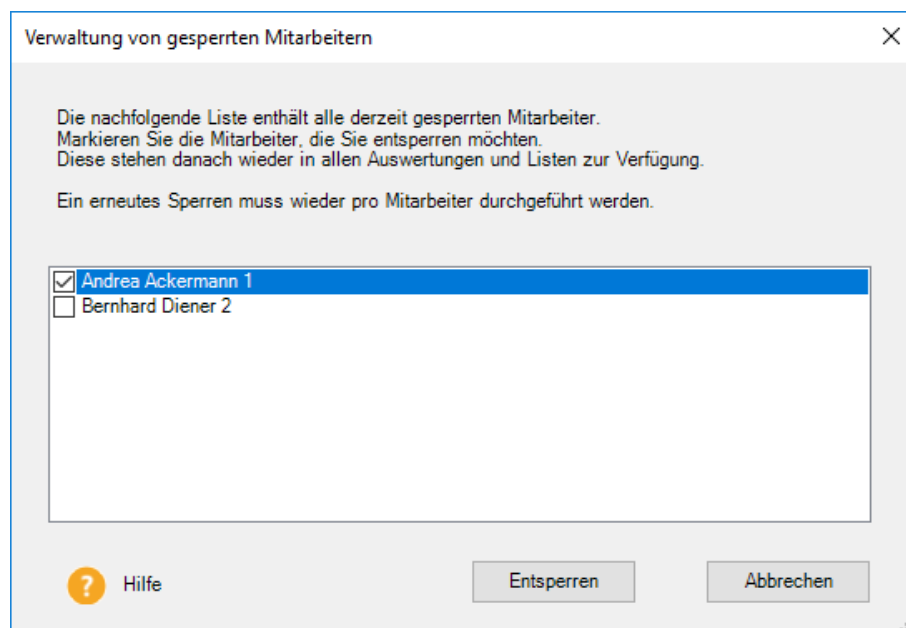 Verwaltung von gesperrten Mitarbeitern
Die nachfolgende Liste enthält alle derzeit gesperrten Mitarbeiter.
Markieren Sie die Mitarbeiter, die Sie entsperren möchten.
Diese stehen danach wieder in allen Auswertungen und Listen zur Verfügung.
Ein erneutes Sperren muss wieder pro Mitarbeiter durchgeführt werden.
Andrea Ackermann 1
Bernhard Diener 2
? Hilfe
Entsperren
Abbrechen